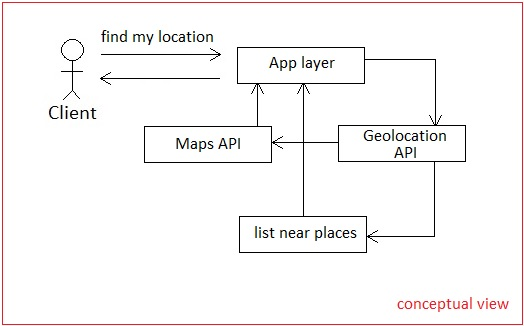 find my location
App layer
Client
Maps API
Geolocation
API
list near places
conceptual view